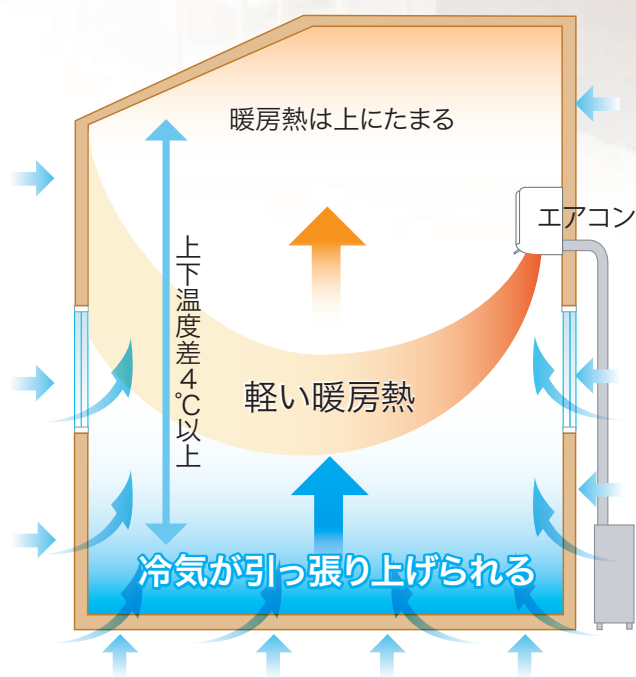 暖房熱は上にたまる
エアコン
上下温度差4℃以上
軽い暖房熱
冷気が引っ張り上げられる